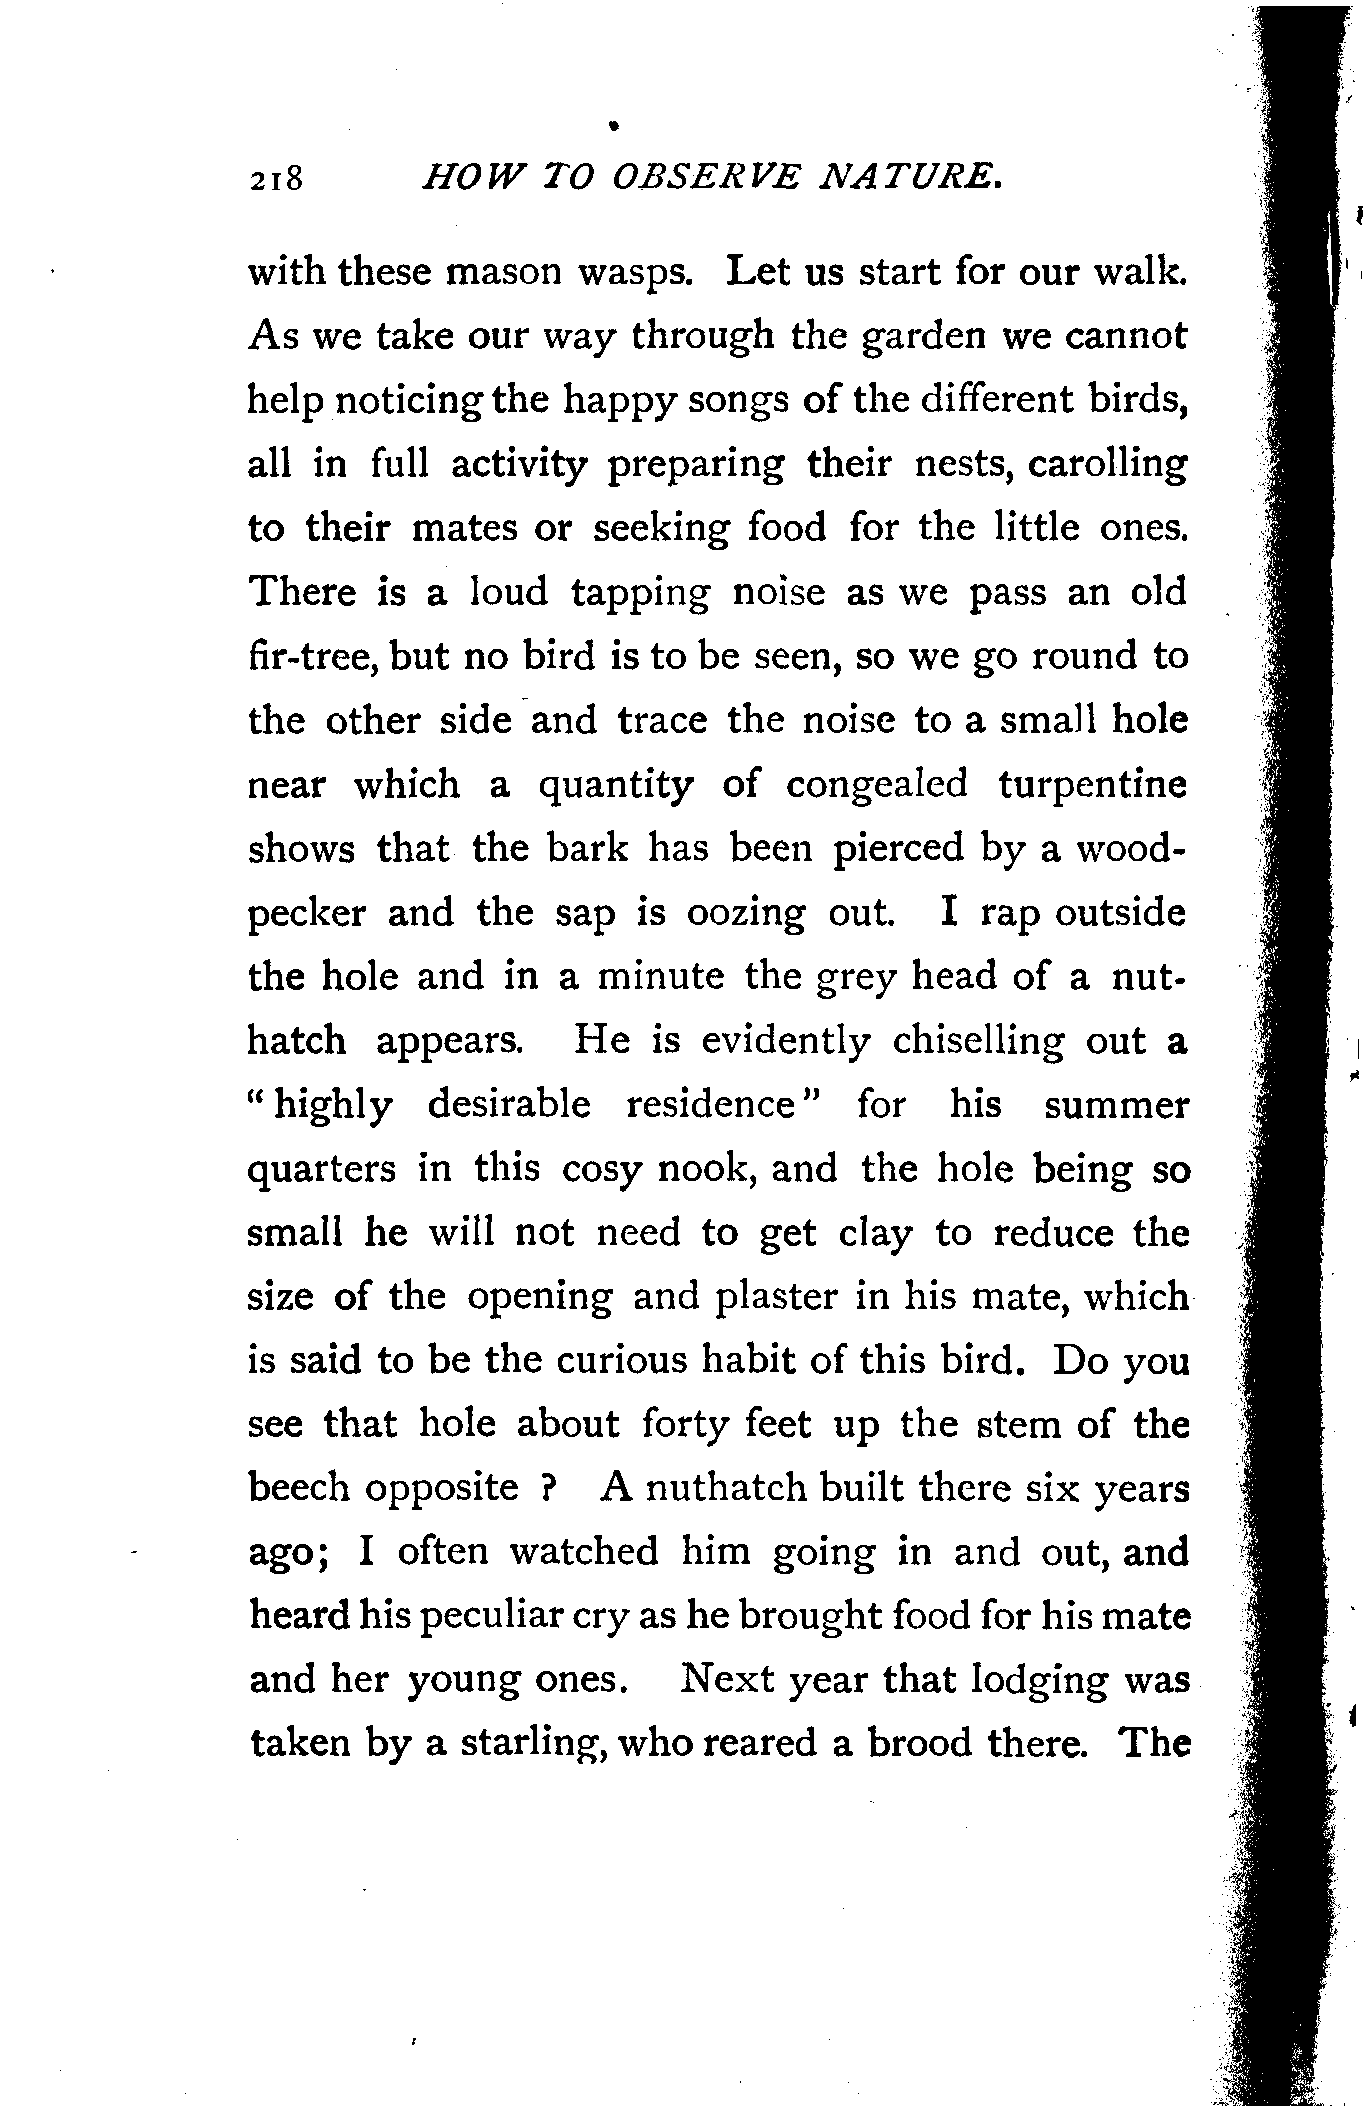 218 HOW TO OBSERVE NATURE.
with these mason wasps. Let us start for our walk.
As we take our way through the garden we cannot
help noticing the happy songs of the different birds,
all in full activity preparing their nests, carolling
to their mates or seeking food for the little ones.
There is a loud tapping noise as we pass an old
fir-tree, but no bird is to be seen, so we go round to
the other side and trace the noise to a small hole
near which a quantity of congealed turpentine
shows that the bark has been pierced by a wood-
pecker and the sap is oozing out. I rap outside
the hole and in a minute the grey head of a nut-
hatch appears. He is evidently chiselling out a
“highly desirable residence” for his summer
quarters in this cosy nook, and the hole being so
small he will not need to get clay to reduce the
size of the opening and plaster in his mate, which
is said to be the curious habit of this bird. Do you
see that hole about forty feet up the stem of the
beech opposite ? A nuthatch built there six years
ago; I often watched him going in and out, and
heard his peculiar cry as he brought food for his mate
and her young ones. Next year that lodging was
taken by a starling, who reared a brood there. The